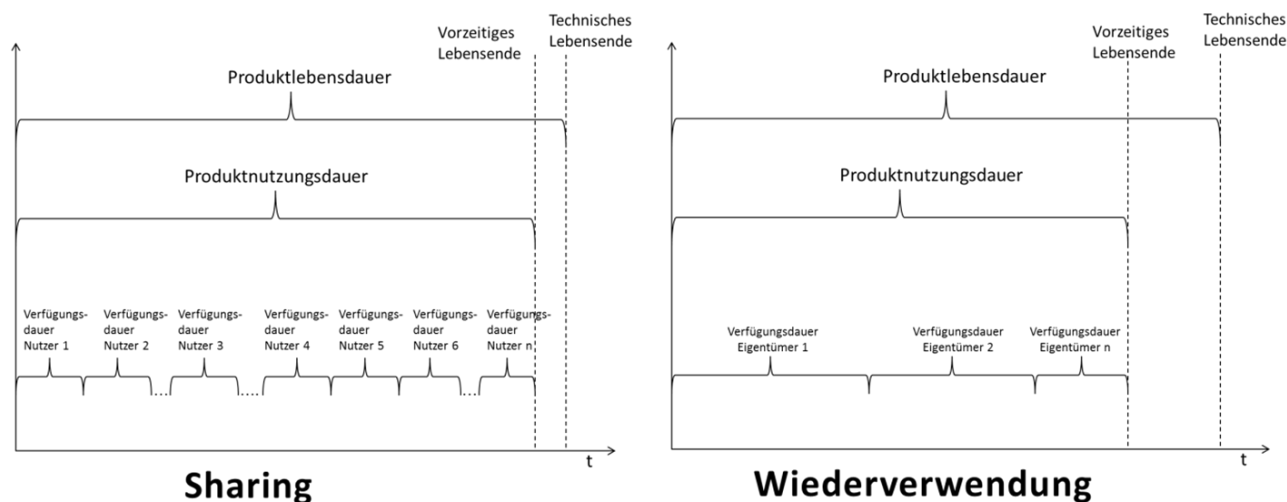 Vorzeitiges
Lebensende
Technisches
Lebensende
Produktlebensdauer
Produktnutzungsdauer
Verfügungs-
dauer
Nutzer 1
Verfügungs-
dauer
Nutzer 2
Verfügungs-
dauer
Nutzer 3
Verfügungs-
dauer
Nutzer 4
Verfügungs-
dauer
Nutzer 5
Verfügungs-
dauer
Nutzer 6
Verfügungs-
dauer
Nutzer n
t
Sharing
Vorzeitiges
Lebensende
Technisches
Lebensende
Produktlebensdauer
Produktnutzungsdauer
Verfügungsdauer
Eigentümer 1
Verfügungsdauer
Eigentümer 2
Verfügungsdauer
Eigentümer n
t
Wiederverwendung